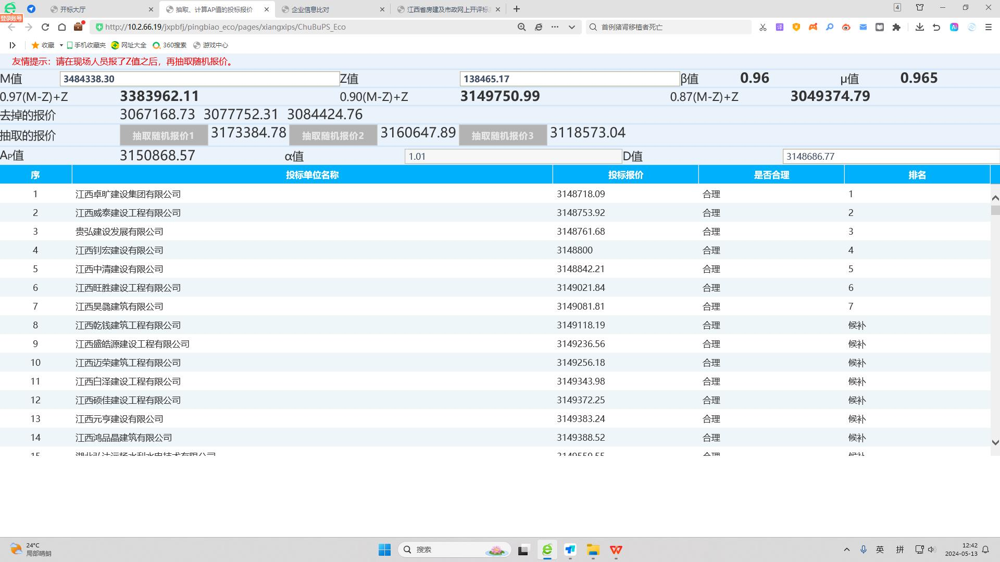 登录账号
开标大厅
抽取、计算AP值的投标报价
企业信息比对
江西省房建及市政网上开评标
4
http://10.2.66.19/jxpbfj/pingbiao_eco/pages/xiangxips/ChuBuPS_Eco
首例猪肾移植者死亡
收藏 手机收藏夹 网址大全 360搜索 游戏中心
友情提示：请在现场人员报了Z值之后，再抽取随机报价。
M值 3484338.30 Z值 138465.17 β值 0.96 μ值 0.965
0.97(M-Z)+Z 3383962.11 0.90(M-Z)+Z 3149750.99 0.87(M-Z)+Z 3049374.79
去掉的报价 3067168.73 3077752.31 3084424.76
抽取的报价 抽取随机报价1 3173384.78 抽取随机报价2 3160647.89 抽取随机报价3 3118573.04
AP值 3150868.57 α值 1.01 D值 3148686.77
序 投标单位名称 投标报价 是否合理 排名
1 江西卓旷建设集团有限公司 3148718.09 合理 1
2 江西威泰建设工程有限公司 3148753.92 合理 2
3 贵弘建设发展有限公司 3148761.68 合理 3
4 江西钊宏建设有限公司 3148800 合理 4
5 江西中清建设有限公司 3148842.21 合理 5
6 江西旺胜建设工程有限公司 3149021.84 合理 6
7 江西昊骉建筑有限公司 3149081.81 合理 7
8 江西乾钱建筑工程有限公司 3149118.19 合理 候补
9 江西盛皓源建设工程有限公司 3149236.56 合理 候补
10 江西迈荣建筑工程有限公司 3149256.18 合理 候补
11 江西白泽建设工程有限公司 3149343.98 合理 候补
12 江西硕佳建设工程有限公司 3149372.25 合理 候补
13 江西元亨建设有限公司 3149383.24 合理 候补
14 江西鸿品晶建筑有限公司 3149388.52 合理 候补
15 3149559.55 合理 候补
24°C
局部晴朗
搜索
英 拼
12:42
2024-05-13